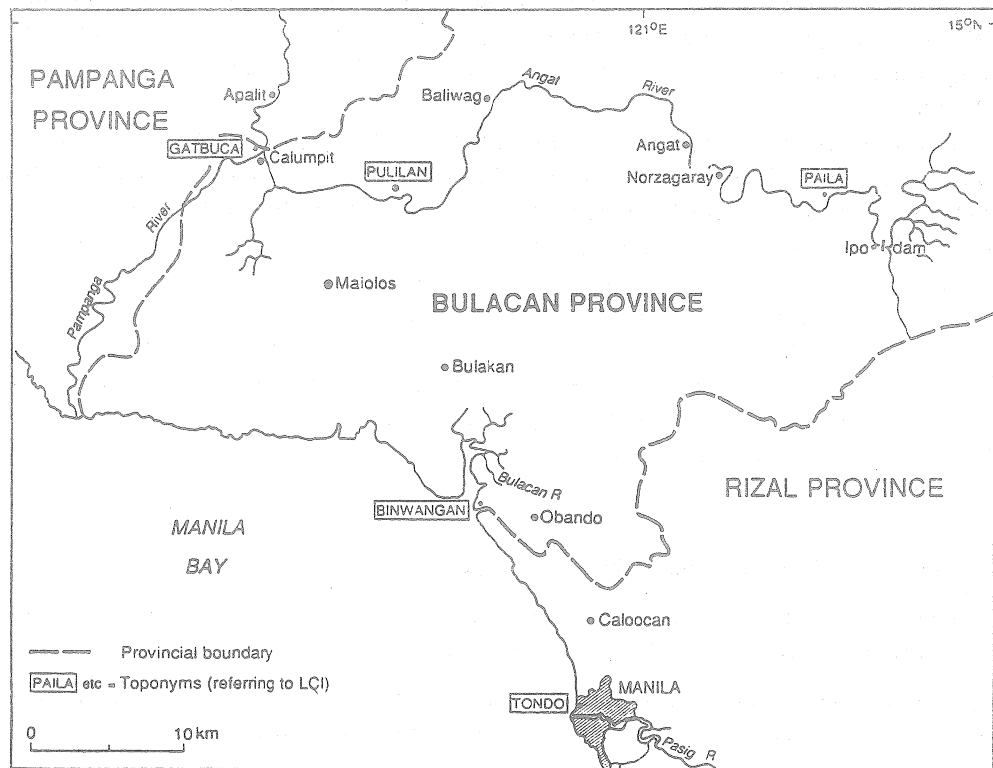 121°E
15°N
PAMPANGA
PROVINCE
Apalit
Baliwag
Angat
River
GATBUCA
Calumpit
PULILAN
Angat
Norzagaray
PAILA
River
Pampanga
Ipo dam
Maiolos
BULACAN PROVINCE
Bulakan
RIZAL PROVINCE
Bulacan R
BINWANGAN
Obando
MANILA
BAY
Caloocan
Provincial boundary
PAILA etc = Toponyms (referring to LCI)
TONDO
MANILA
Pasig R
0 10 km